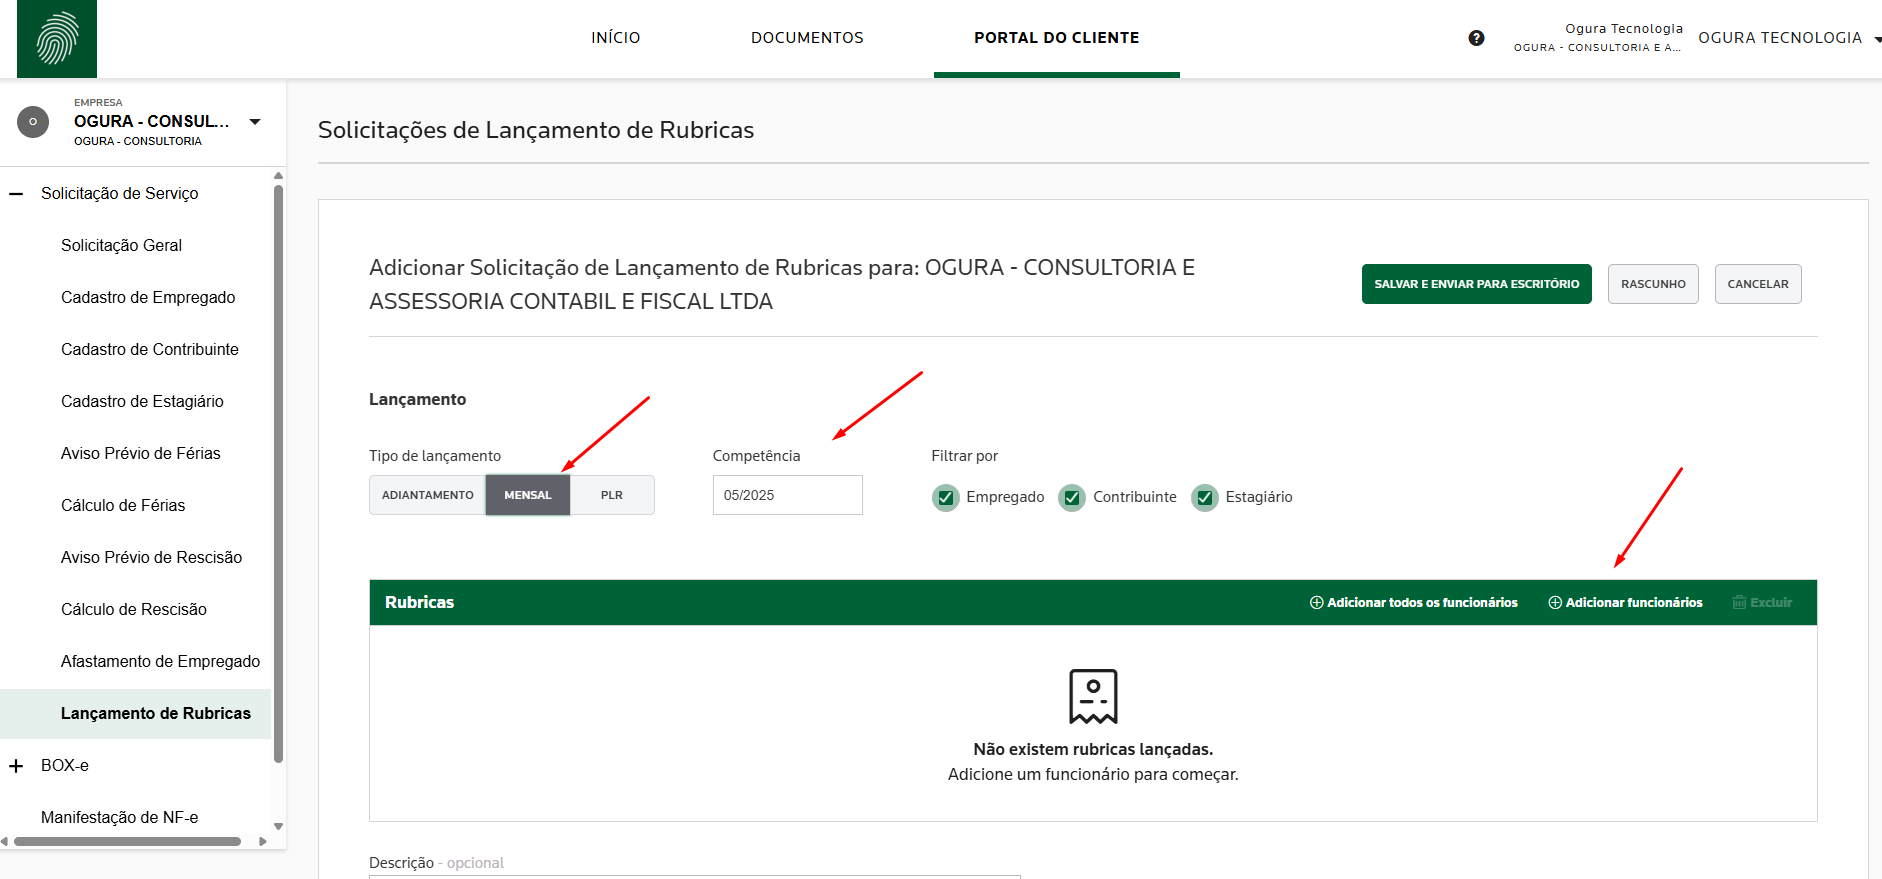 INÍCIO
DOCUMENTOS
PORTAL DO CLIENTE
?
Ogura Tecnologia
OGURA - CONSULTORIA E A...
OGURA TECNOLOGIA
O
EMPRESA
OGURA - CONSUL...
OGURA - CONSULTORIA
Solicitação de Serviço
Solicitação Geral
Cadastro de Empregado
Cadastro de Contribuinte
Cadastro de Estagiário
Aviso Prévio de Férias
Cálculo de Férias
Aviso Prévio de Rescisão
Cálculo de Rescisão
Afastamento de Empregado
Lançamento de Rubricas
BOX-e
Manifestação de NF-e
Solicitações de Lançamento de Rubricas
Adicionar Solicitação de Lançamento de Rubricas para: OGURA - CONSULTORIA E
ASSESSORIA CONTABIL E FISCAL LTDA
SALVAR E ENVIAR PARA ESCRITÓRIO
RASCUNHO
CANCELAR
Lançamento
Tipo de lançamento
ADIANTAMENTO
MENSAL
PLR
Competência
05/2025
Filtrar por
Empregado
Contribuinte
Estagiário
Rubricas
Adicionar todos os funcionários
Adicionar funcionários
Excluir
Não existem rubricas lançadas.
Adicione um funcionário para começar.
Descrição - opcional